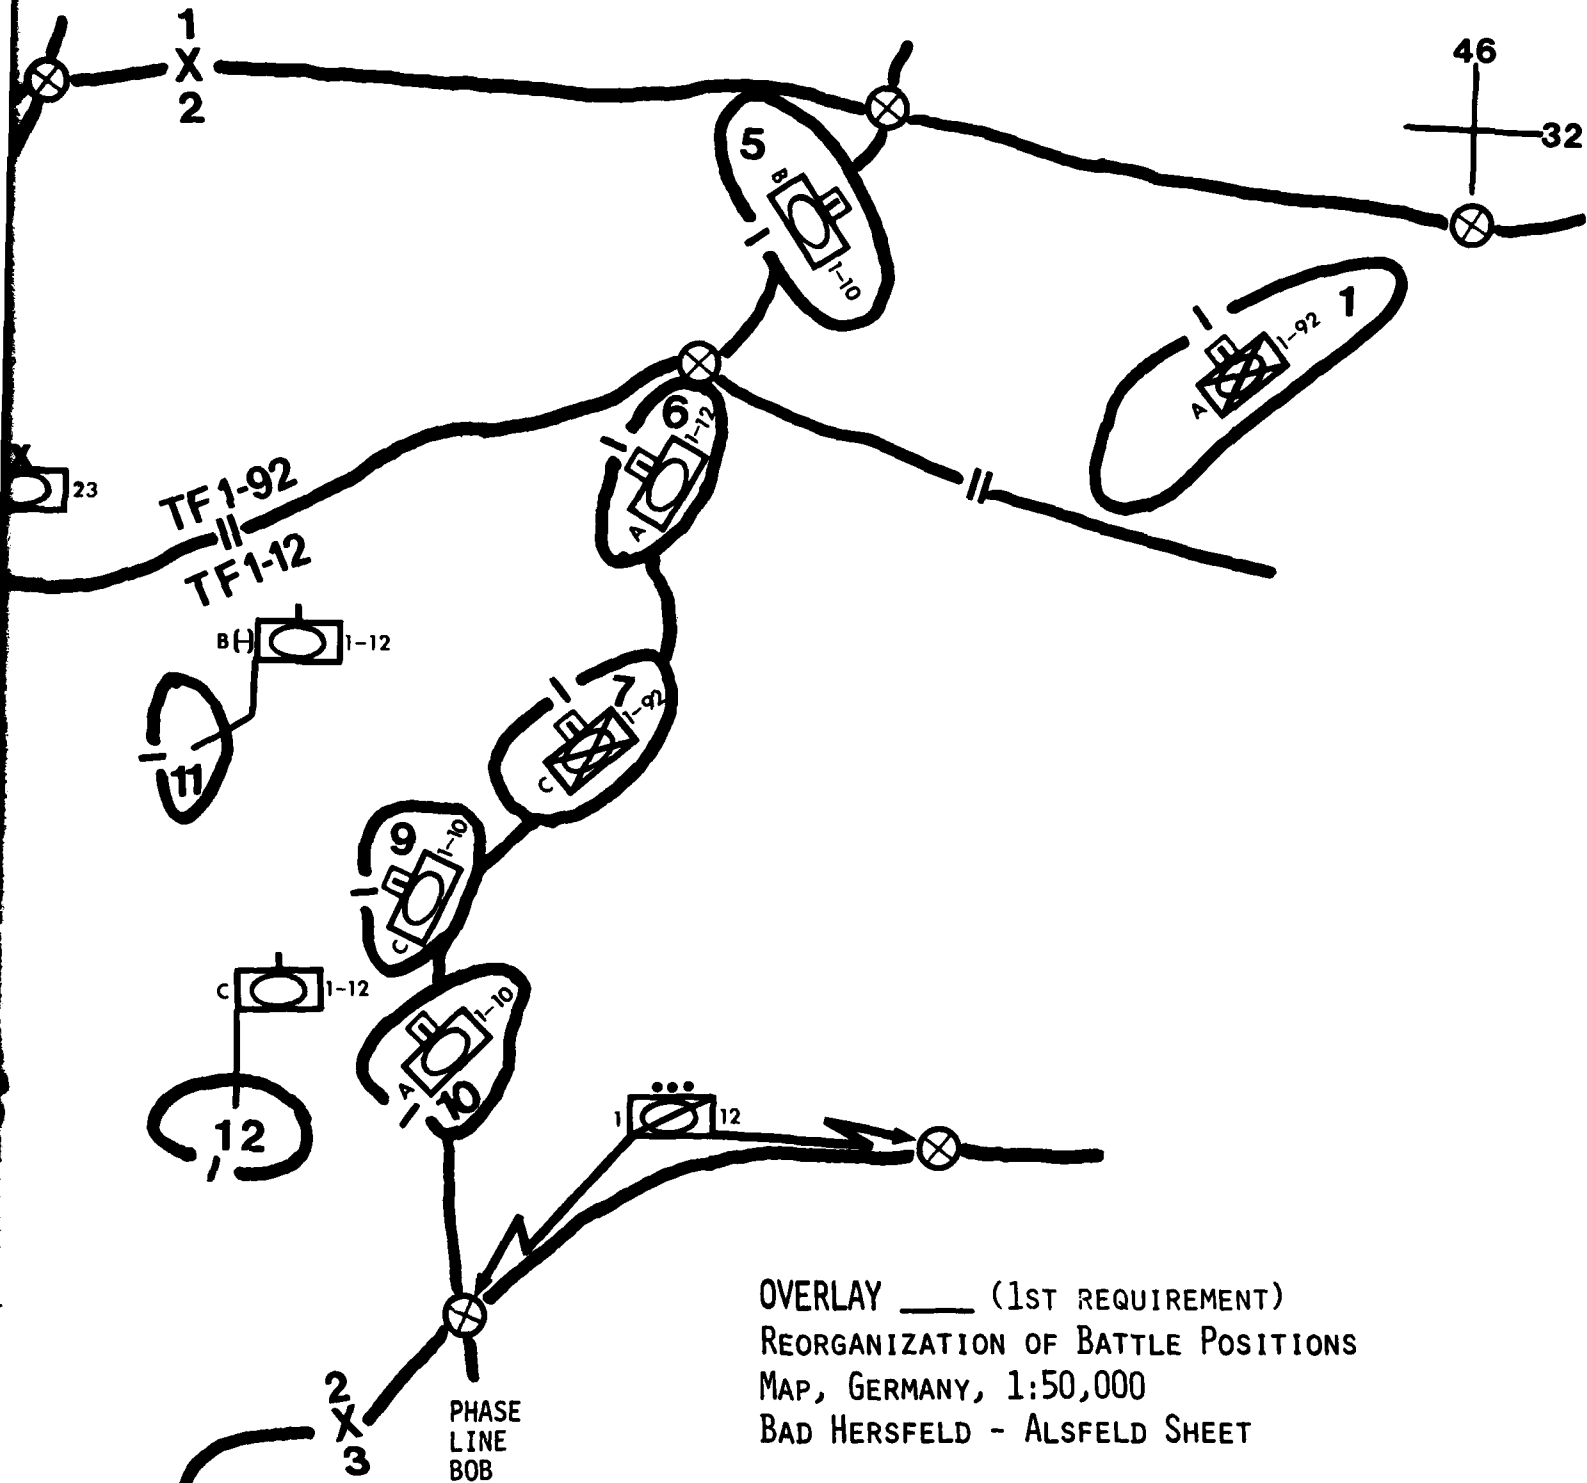 1
X
2
46
32
5
B
1-10
1
1-92
A
6
1-12
A
X
23
TF 1-92
II
TF 1-12
B(-)
1-12
11
7
1-92
C
9
1-10
C
C
1-12
12
1-10
A
10
1
12
2
X
3
PHASE
LINE
BOB
OVERLAY ____ (1ST REQUIREMENT)
REORGANIZATION OF BATTLE POSITIONS
MAP, GERMANY, 1:50,000
BAD HERSFELD - ALSFELD SHEET